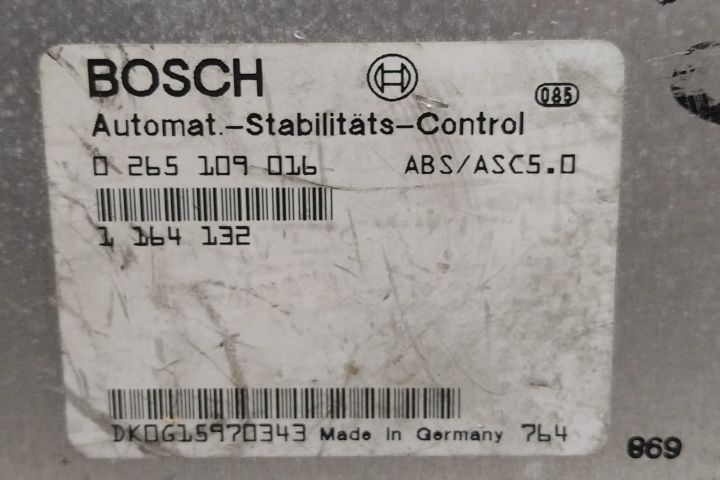 BOSCH
085
Automat.-Stabilitäts-Control
0 265 109 016 ABS/ASC5.0
1 164 132
DK0G15970343 Made in Germany 764
869